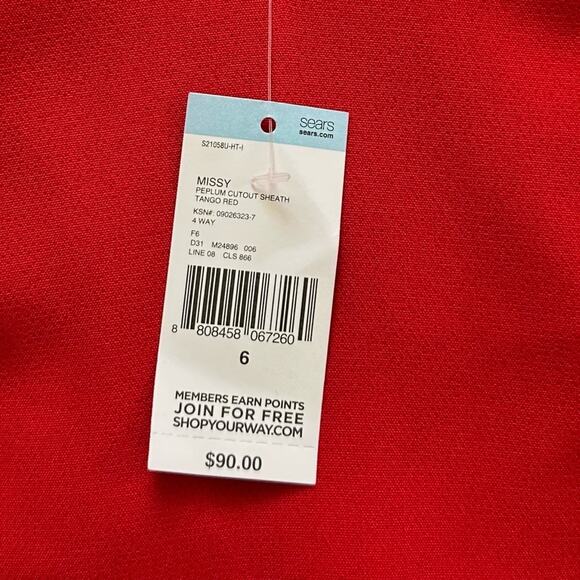 sears
sears.com
S21058U-HT-I
MISSY
PEPLUM CUTOUT SHEATH
TANGO RED
KSN#: 09026323-7
4 WAY
F6
D31 M24896 006
LINE 08 CLS 866
8 808458 067260
6
MEMBERS EARN POINTS
JOIN FOR FREE
SHOPYOURWAY.COM
$90.00